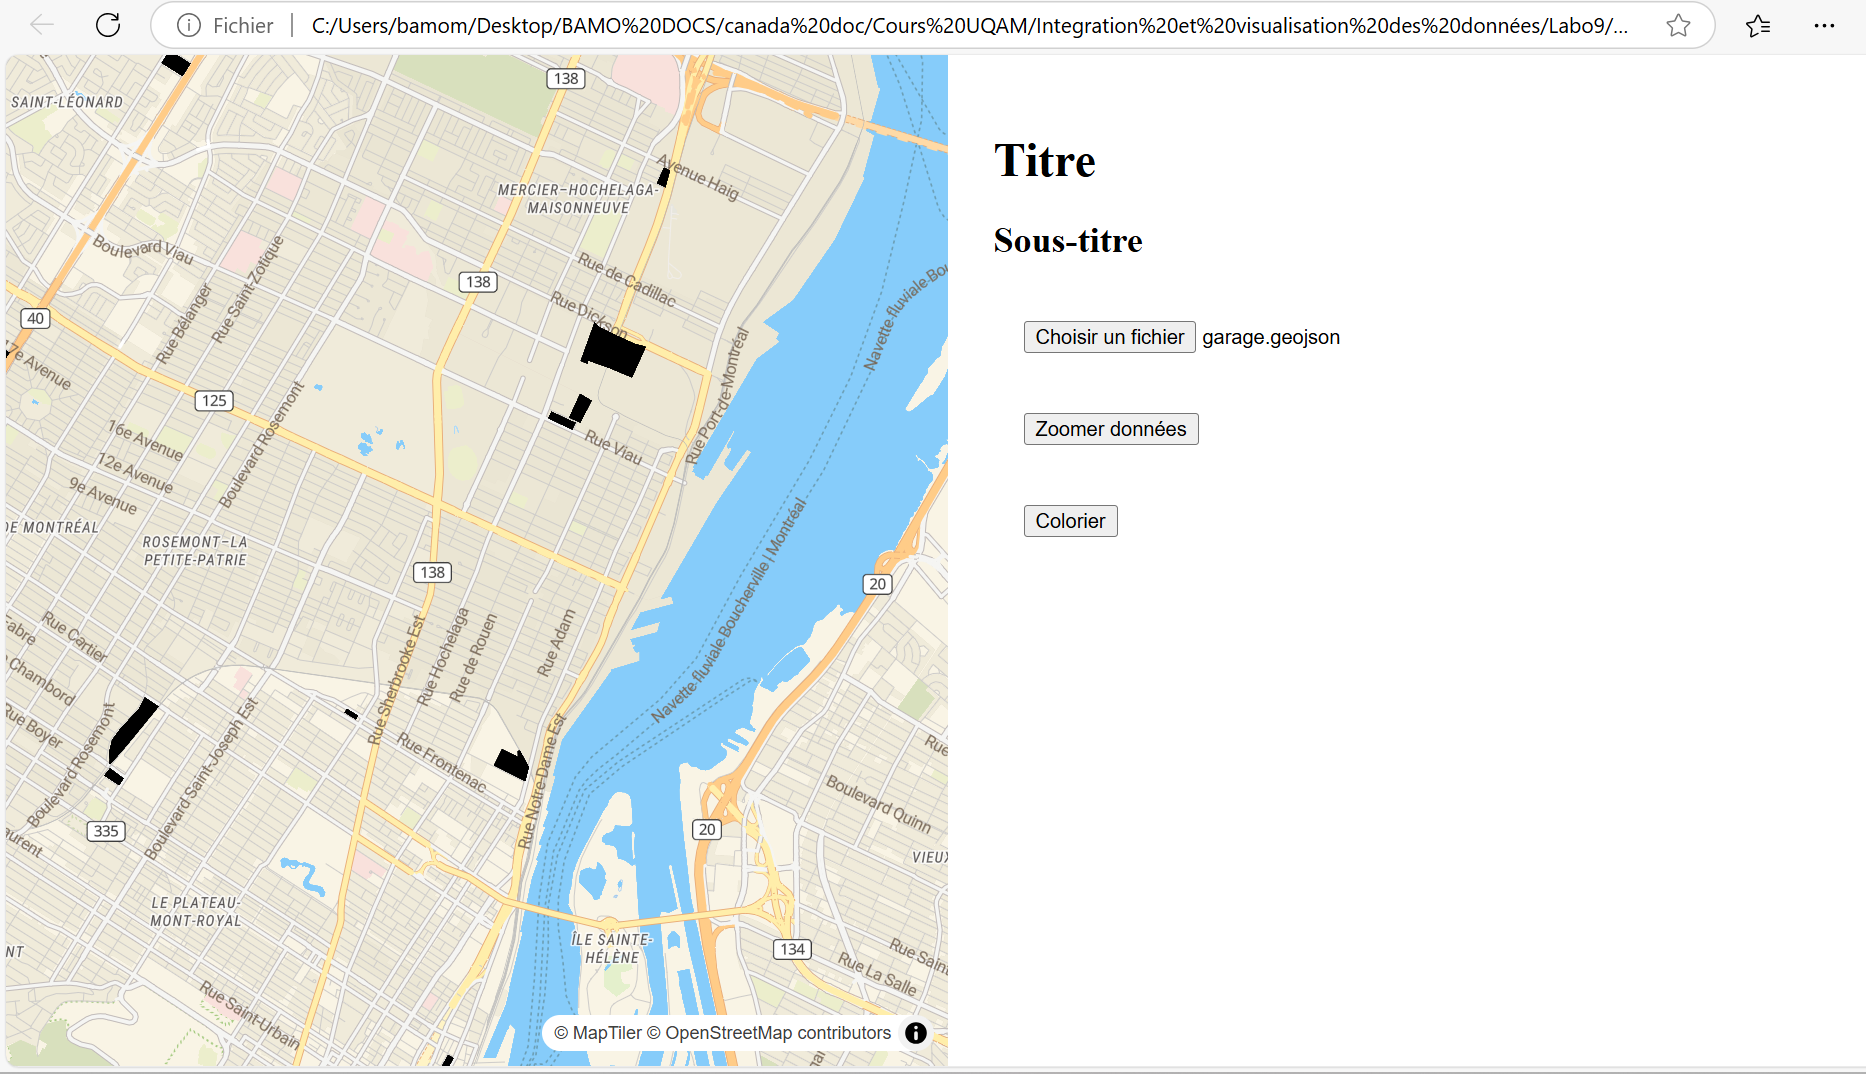 Fichier
C:/Users/bamom/Desktop/BAMO%20DOCS/canada%20doc/Cours%20UQAM/Integration%20et%20visualisation%20des%20données/Labo9/...
138
SAINT-LÉONARD
Avenue Haig
MERCIER–HOCHELAGA-
MAISONNEUVE
Boulevard Viau
Rue Saint-Zotique
Rue de Cadillac
138
Rue Bélanger
Rue Dickson
40
17e Avenue
Rue Port-de-Montréal
Navette fluviale Bou
125
Boulevard Rosemont
16e Avenue
Rue Viau
12e Avenue
9e Avenue
DE MONTRÉAL
ROSEMONT–LA
PETITE-PATRIE
138
20
Navette fluviale Boucherville | Montréal
Rue Cartier
Fabre
Rue Sherbrooke Est
Rue Hochelaga
Rue de Rouen
Rue Adam
Chambord
Rue Boyer
Boulevard Rosemont
Boulevard Saint-Joseph Est
Rue Frontenac
Rue Notre-Dame Est
Rue
Boulevard Quinn
335
20
aurent
VIEUX
LE PLATEAU-
MONT-ROYAL
ÎLE SAINTE-
HÉLÈNE
134
NT
Rue Saint
Rue La Salle
Rue Saint-Urbain
© MapTiler © OpenStreetMap contributors
Titre
Sous-titre
Choisir un fichier garage.geojson
Zoomer données
Colorier